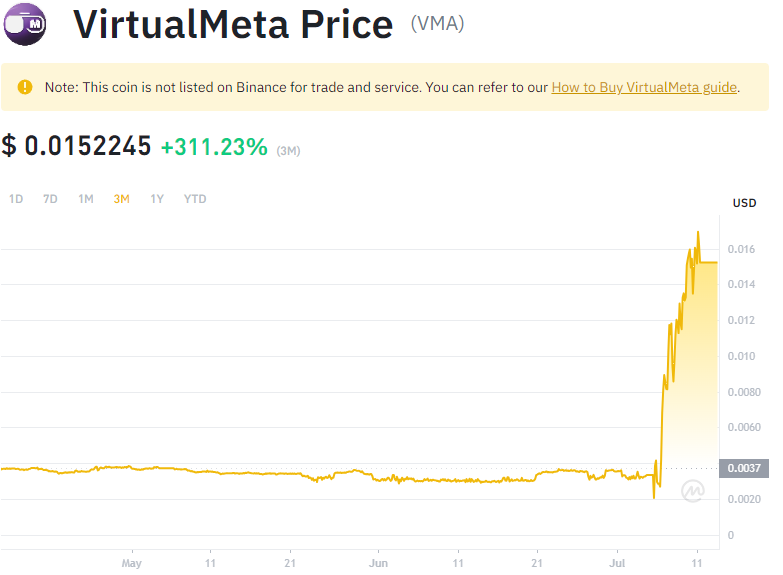 VirtualMeta Price (VMA)
Note: This coin is not listed on Binance for trade and service. You can refer to our How to Buy VirtualMeta guide.
$ 0.0152245 +311.23% (3M)
1D 7D 1M 3M 1Y YTD
USD
0.016
0.014
0.012
0.010
0.0080
0.0060
0.0037
0.0020
0
May 11 21 Jun 11 21 Jul 11